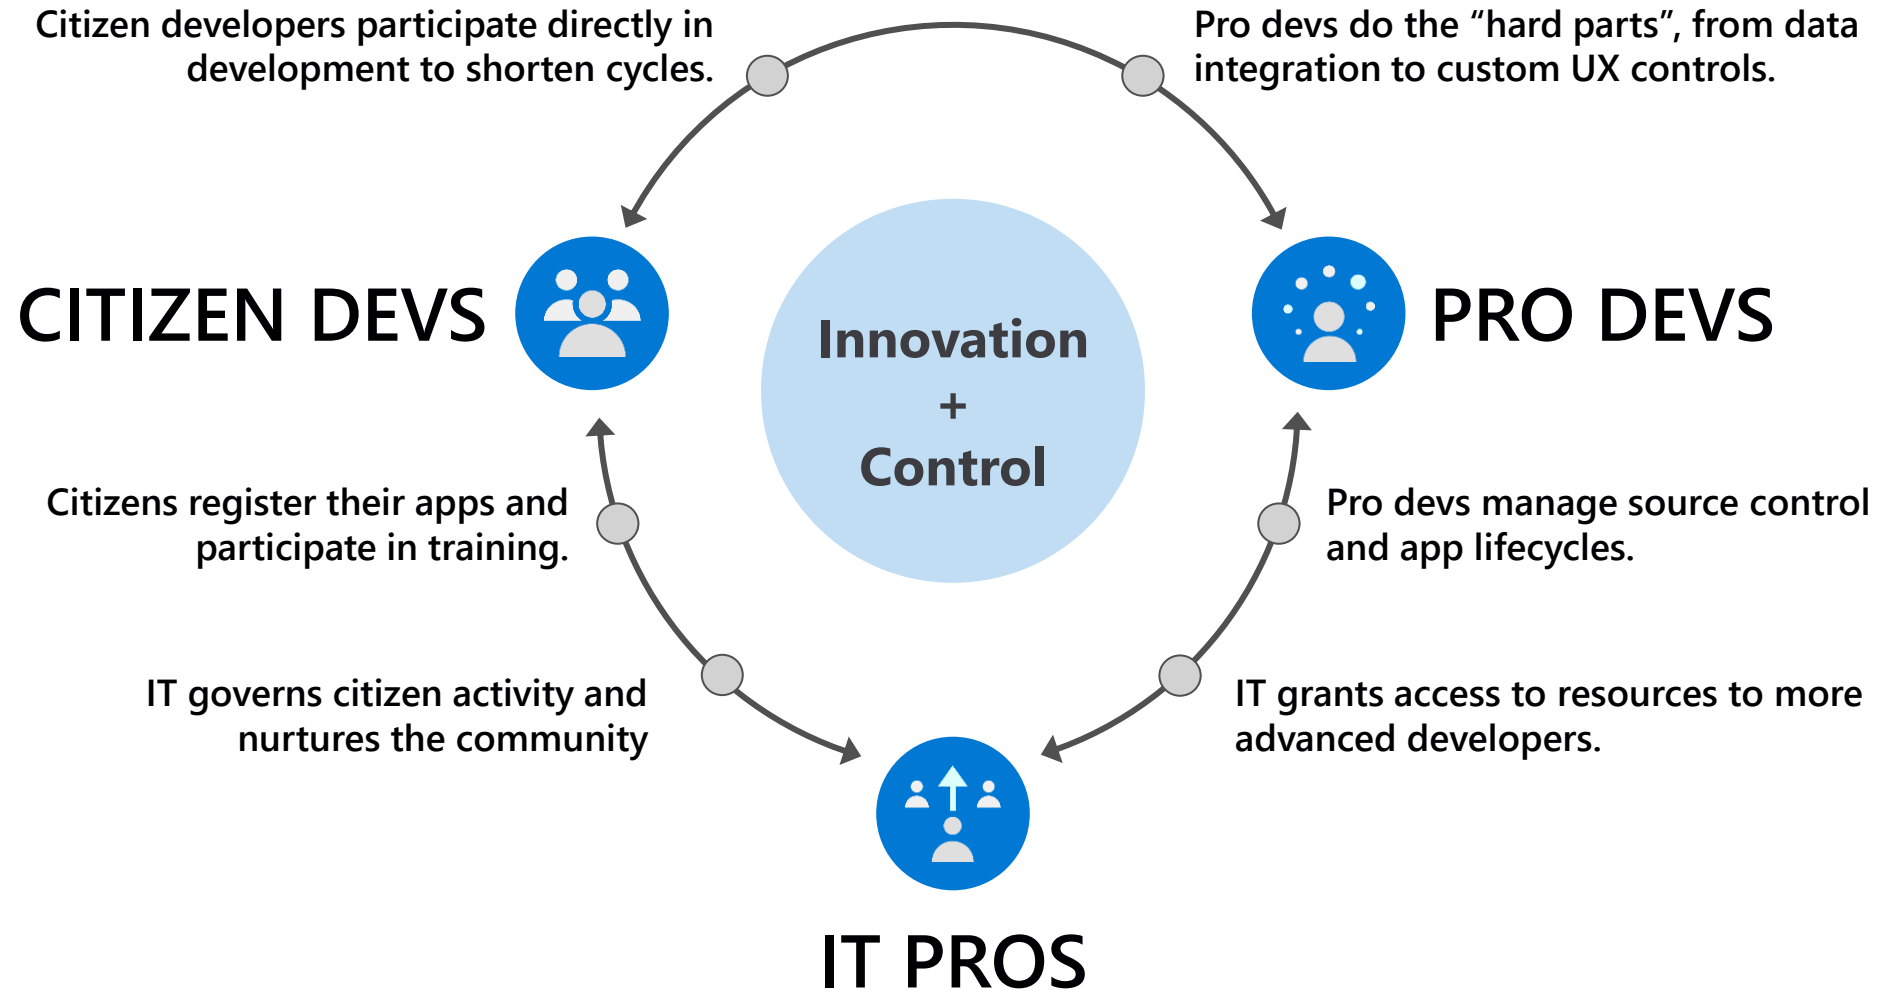 Citizen developers participate directly in
development to shorten cycles.
Pro devs do the “hard parts”, from data
integration to custom UX controls.
CITIZEN DEVS
Innovation
+
Control
PRO DEVS
Citizens register their apps and
participate in training.
Pro devs manage source control
and app lifecycles.
IT governs citizen activity and
nurtures the community
IT grants access to resources to more
advanced developers.
IT PROS